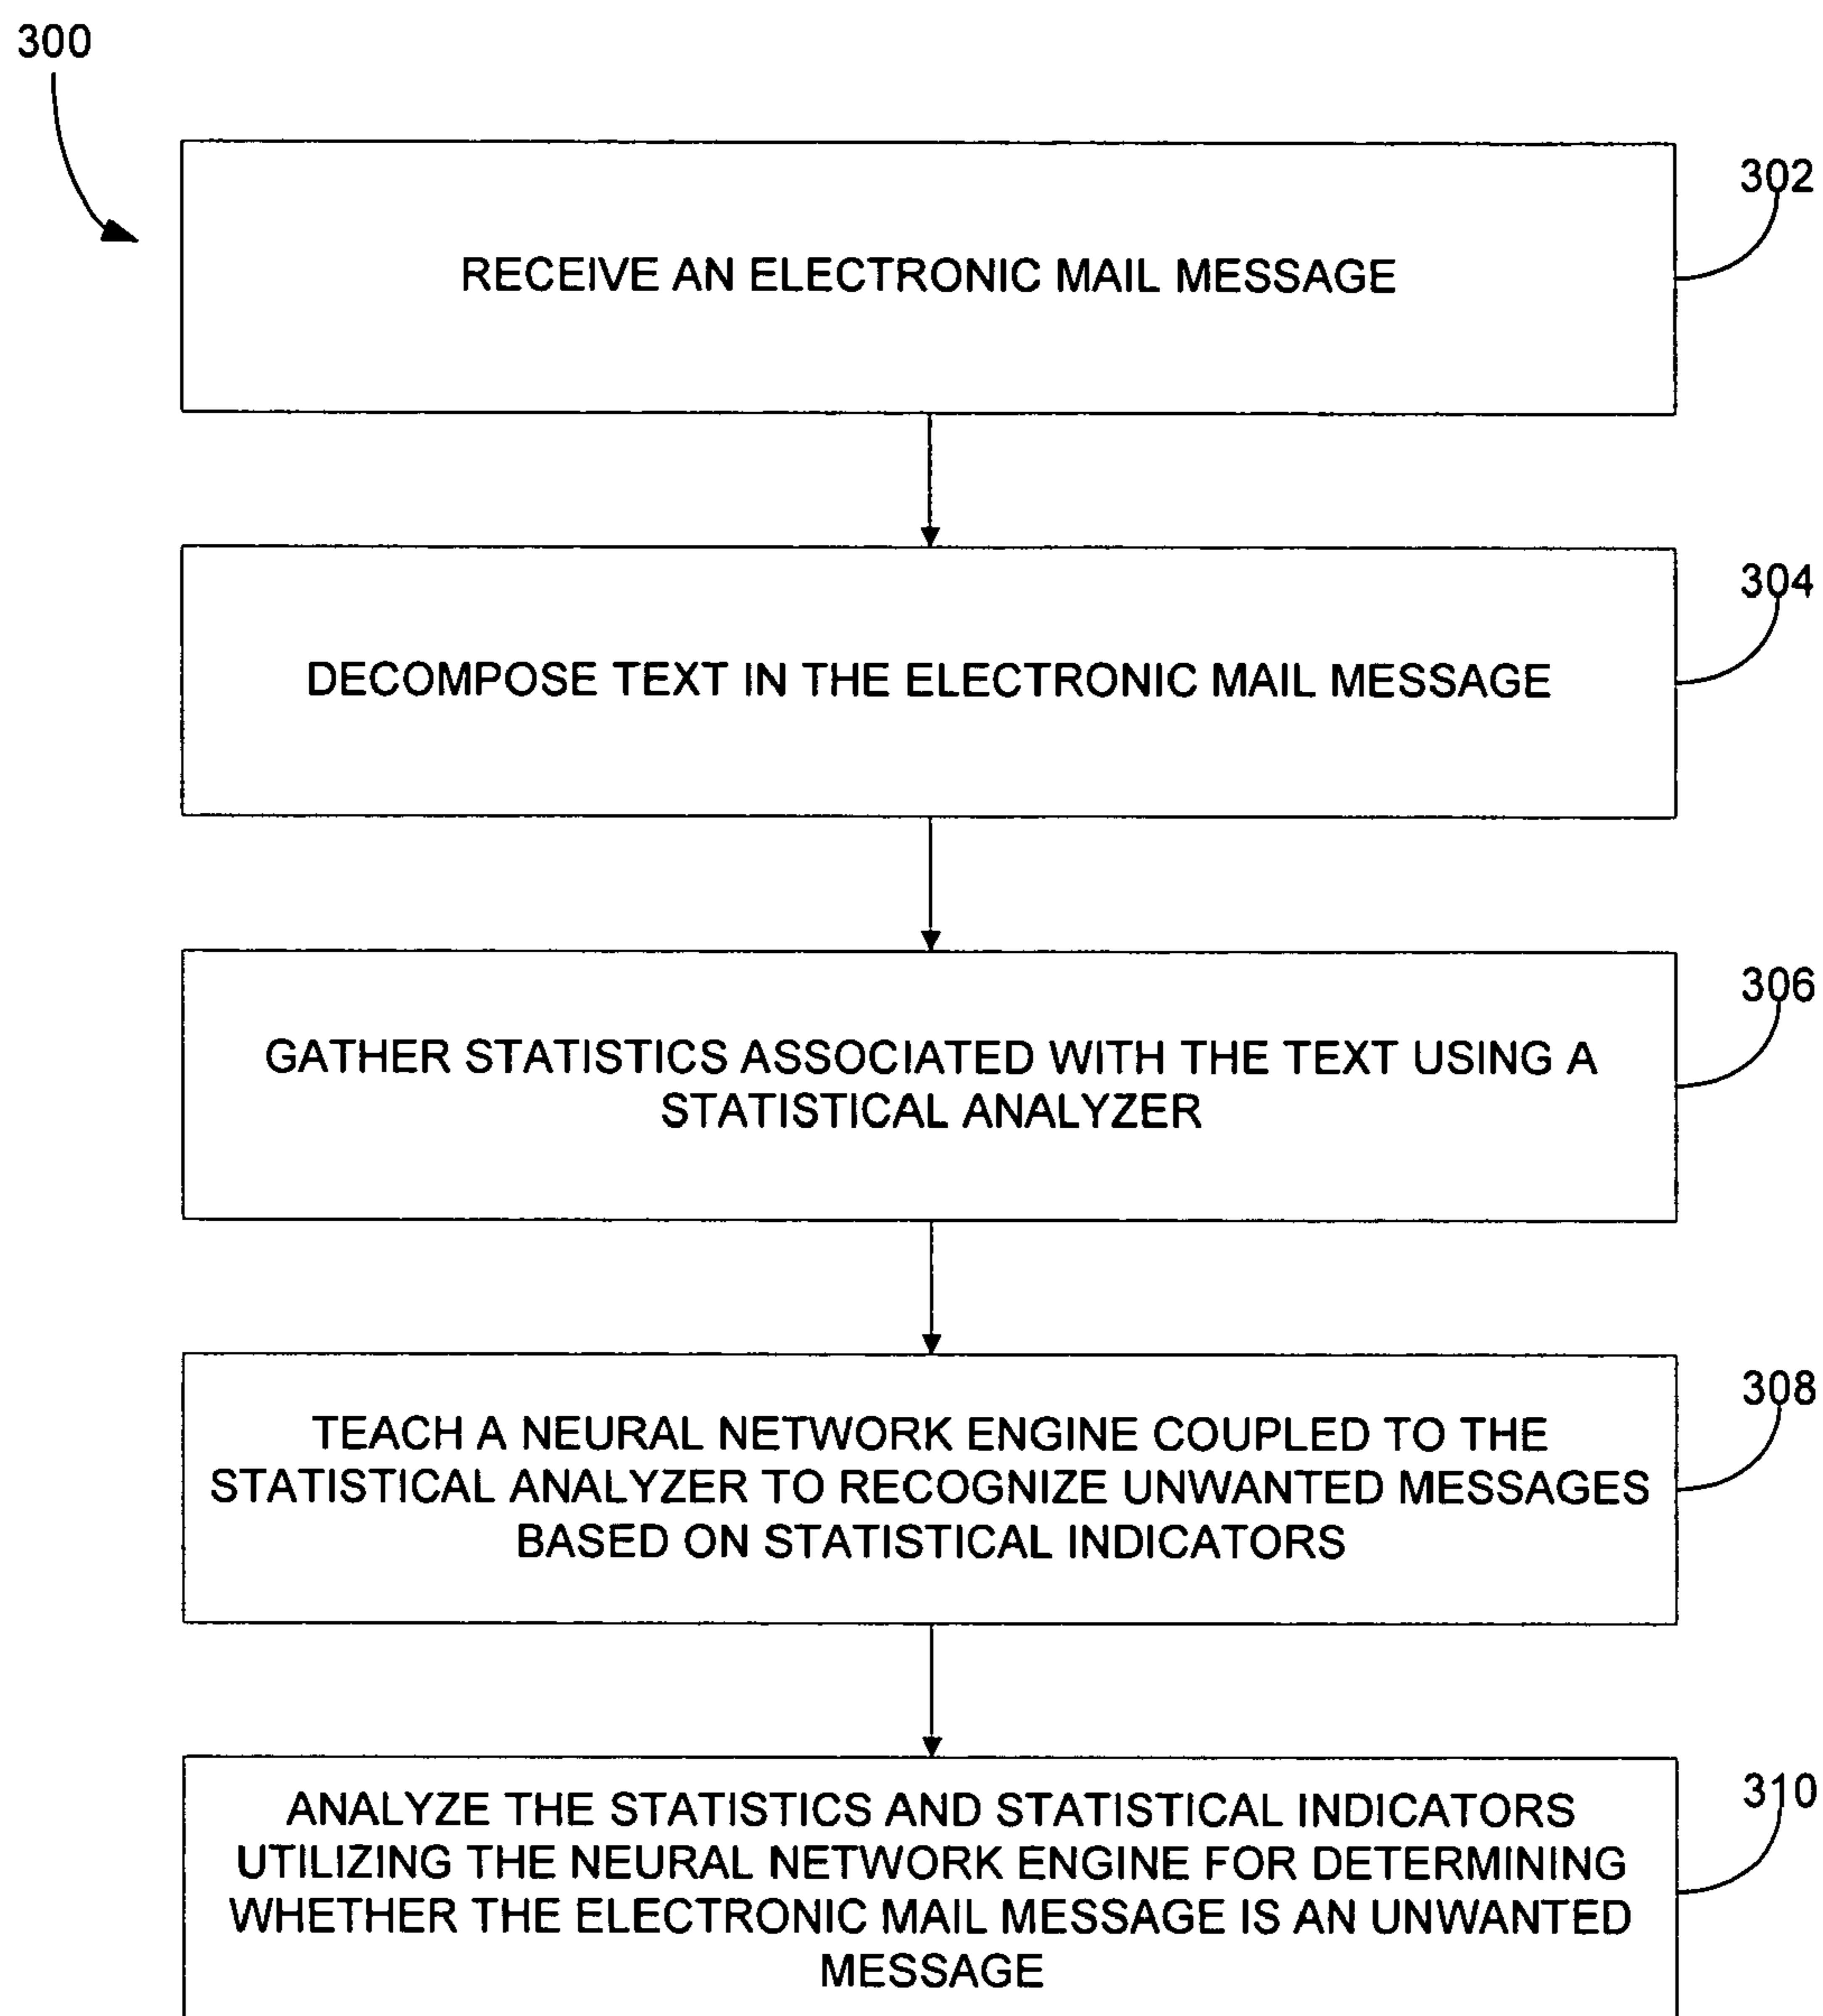 300
302
RECEIVE AN ELECTRONIC MAIL MESSAGE
304
DECOMPOSE TEXT IN THE ELECTRONIC MAIL MESSAGE
306
GATHER STATISTICS ASSOCIATED WITH THE TEXT USING A
STATISTICAL ANALYZER
308
TEACH A NEURAL NETWORK ENGINE COUPLED TO THE
STATISTICAL ANALYZER TO RECOGNIZE UNWANTED MESSAGES
BASED ON STATISTICAL INDICATORS
310
ANALYZE THE STATISTICS AND STATISTICAL INDICATORS
UTILIZING THE NEURAL NETWORK ENGINE FOR DETERMINING
WHETHER THE ELECTRONIC MAIL MESSAGE IS AN UNWANTED
MESSAGE